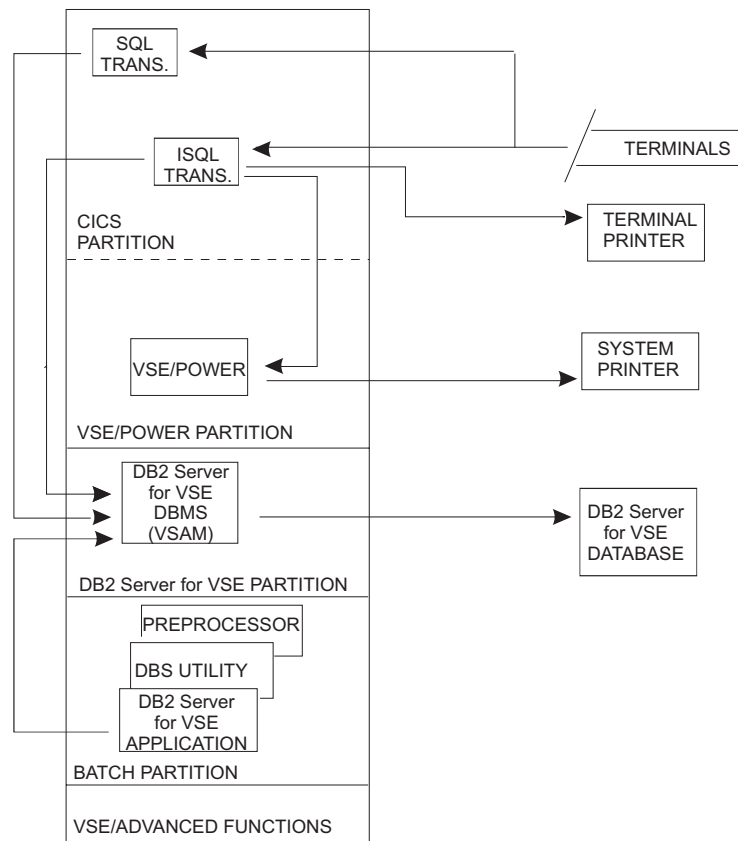 SQL
TRANS.
TERMINALS
ISQL
TRANS.
TERMINAL
PRINTER
CICS
PARTITION
SYSTEM
PRINTER
VSE/POWER
VSE/POWER PARTITION
DB2 Server
for VSE
DBMS
(VSAM)
DB2 Server
for VSE
DATABASE
DB2 Server for VSE PARTITION
PREPROCESSOR
DBS UTILITY
DB2 Server
for VSE
APPLICATION
BATCH PARTITION
VSE/ADVANCED FUNCTIONS